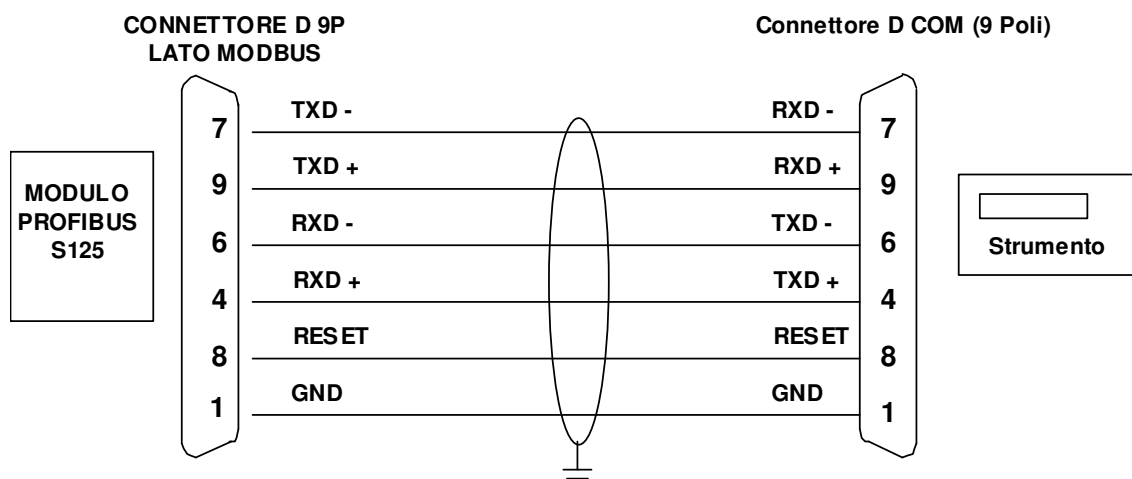 CONNETTORE D 9P
LATO MODBUS
Connettore D COM (9 Poli)
7 TXD - RXD - 7
9 TXD + RXD + 9
6 RXD - TXD - 6
4 RXD + TXD + 4
8 RESET RESET 8
1 GND GND 1
MODULO
PROFIBUS
S125
Strumento